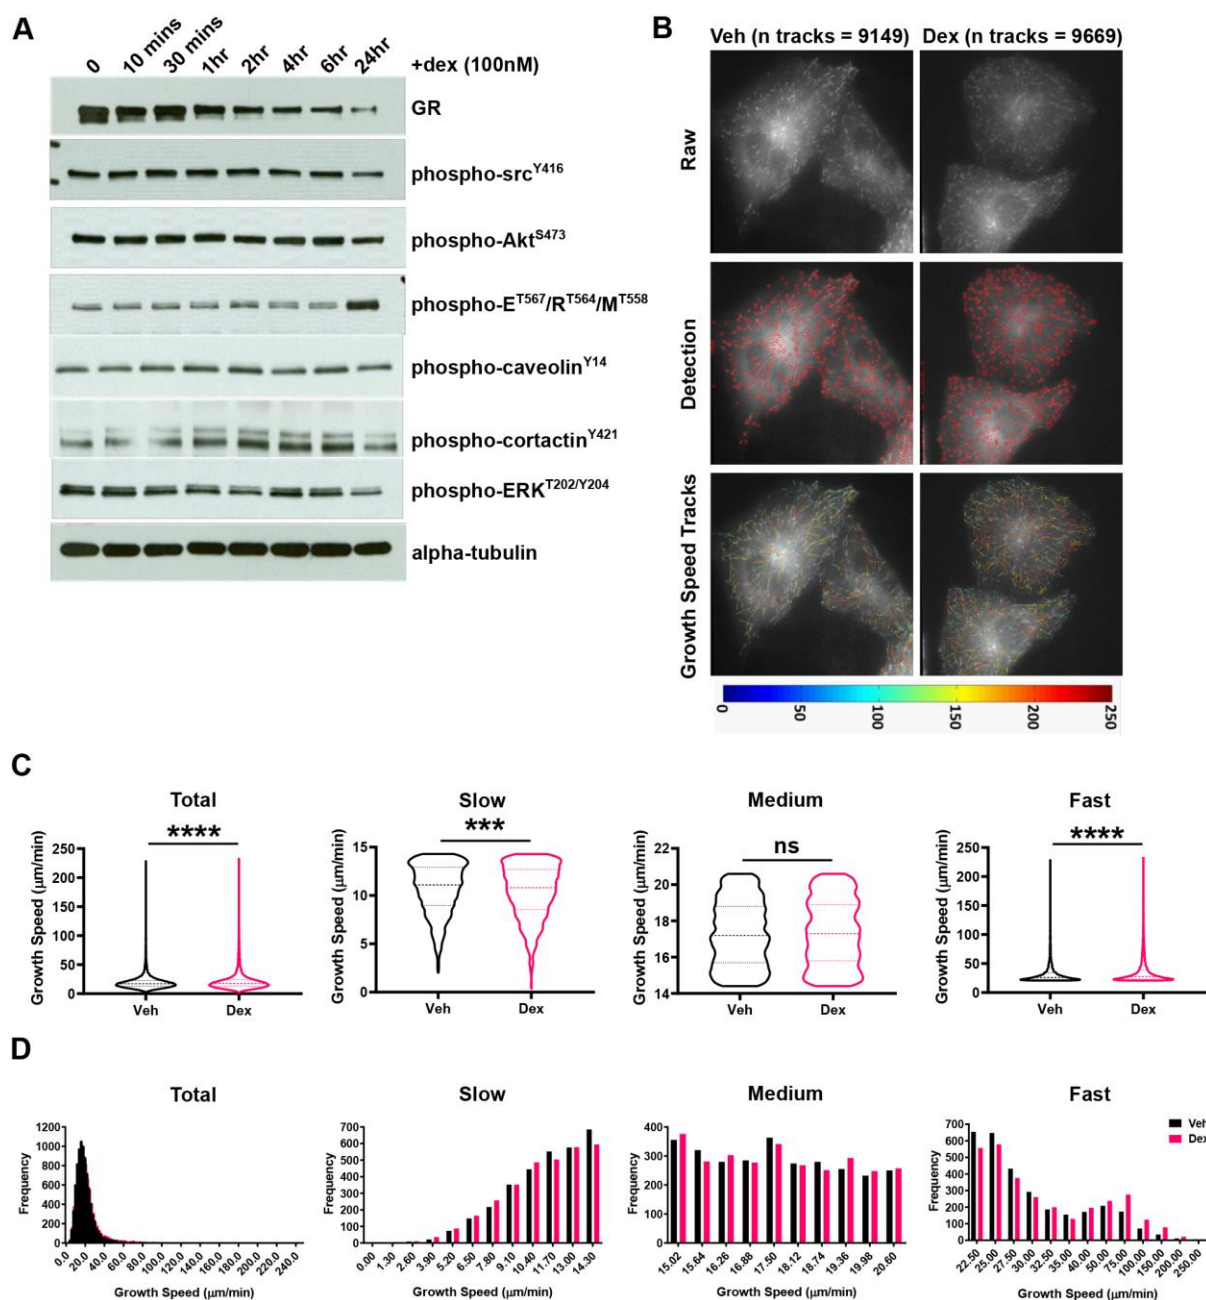 A
0 10 mins 30 mins 1hr 2hr 4hr 6hr 24hr +dex (100nM)
GR
phospho-src^Y416
phospho-Akt^S473
phospho-E^T567/R^T564/M^T558
phospho-caveolin^Y14
phospho-cortactin^Y421
phospho-ERK^T202/Y204
alpha-tubulin
B
Veh (n tracks = 9149) Dex (n tracks = 9669)
Raw
Detection
Growth Speed Tracks
0 50 100 150 200 250
C
Total
****
Growth Speed (μm/min)
250
200
150
100
50
0
Veh Dex
Slow
***
Growth Speed (μm/min)
15
10
5
0
Veh Dex
Medium
ns
Growth Speed (μm/min)
22
20
18
16
14
Veh Dex
Fast
****
Growth Speed (μm/min)
250
200
150
100
50
0
Veh Dex
D
Total
Frequency
1200
1000
800
600
400
200
0
0.0 20.0 40.0 60.0 80.0 100.0 120.0 140.0 160.0 180.0 200.0 220.0 240.0
Growth Speed (μm/min)
Slow
Frequency
700
600
500
400
300
200
100
0
0.00 1.30 2.60 3.90 5.20 6.50 7.80 9.10 10.40 11.70 13.00 14.30
Growth Speed (μm/min)
Medium
Frequency
400
300
200
100
0
15.02 15.64 16.26 16.88 17.50 18.12 18.74 19.36 19.98 20.60
Growth Speed (μm/min)
Fast
Veh
Dex
Frequency
700
600
500
400
300
200
100
0
22.50 25.00 27.50 30.00 32.50 35.00 40.00 50.00 75.00 100.00 150.00 200.00 250.00
Growth Speed (μm/min)